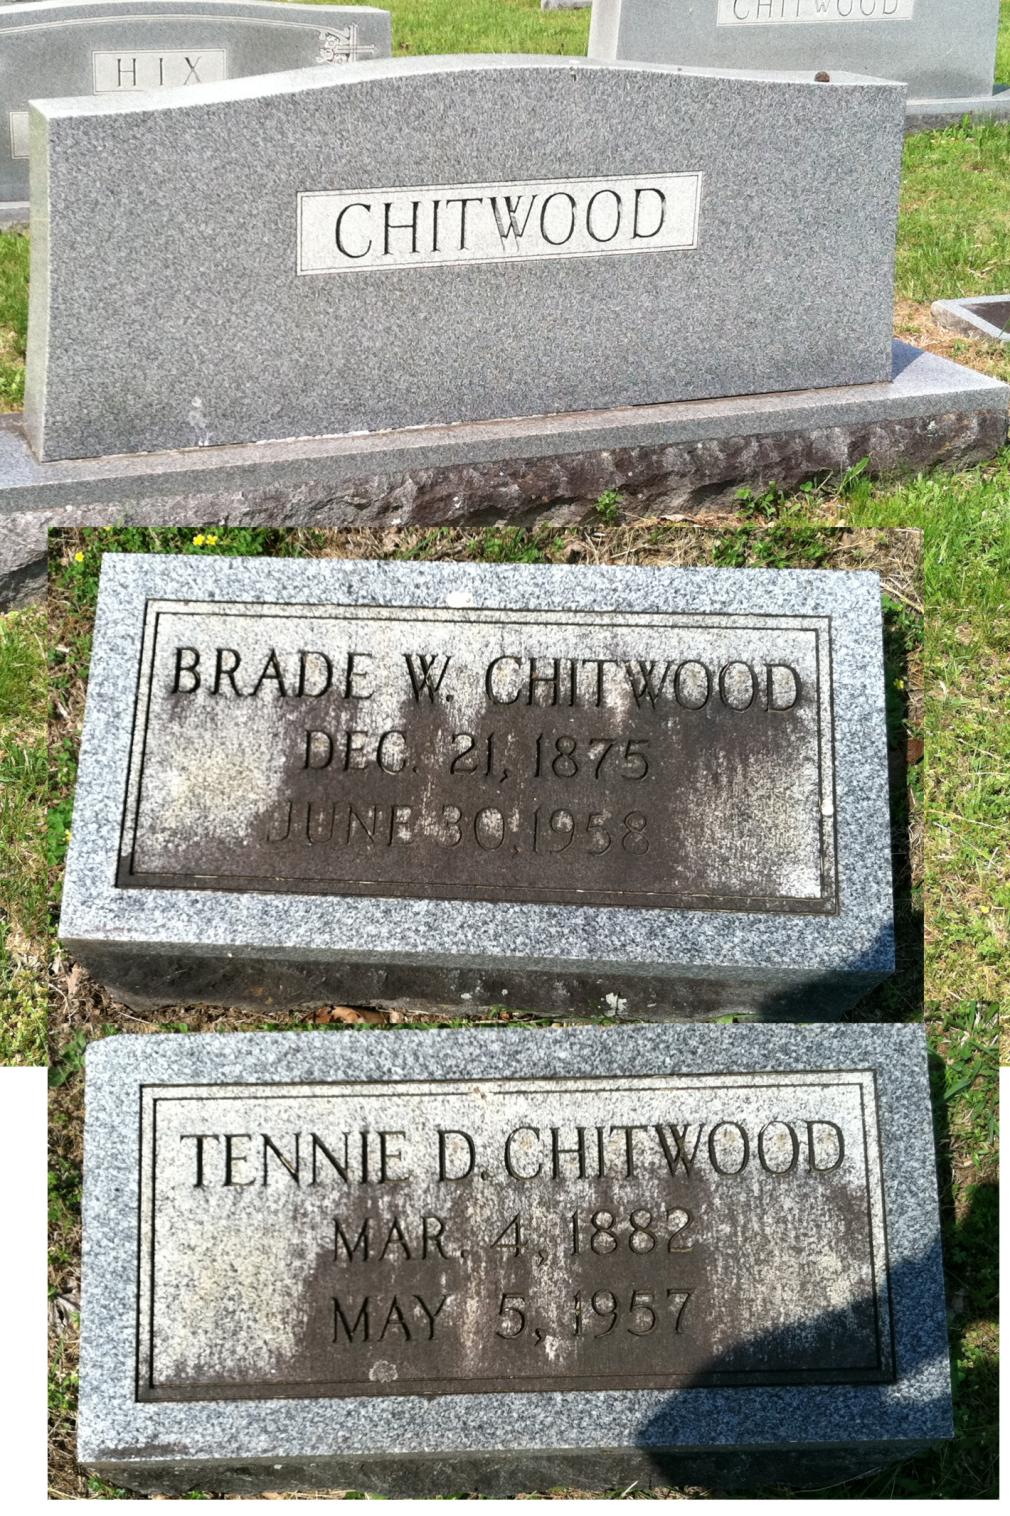 HIX
CHITWOOD
CHITWOOD
BRADE W. CHITWOOD
DEC. 21, 1875
JUNE 30, 1958
TENNIE D. CHITWOOD
MAR. 4, 1882
MAY 5, 1957